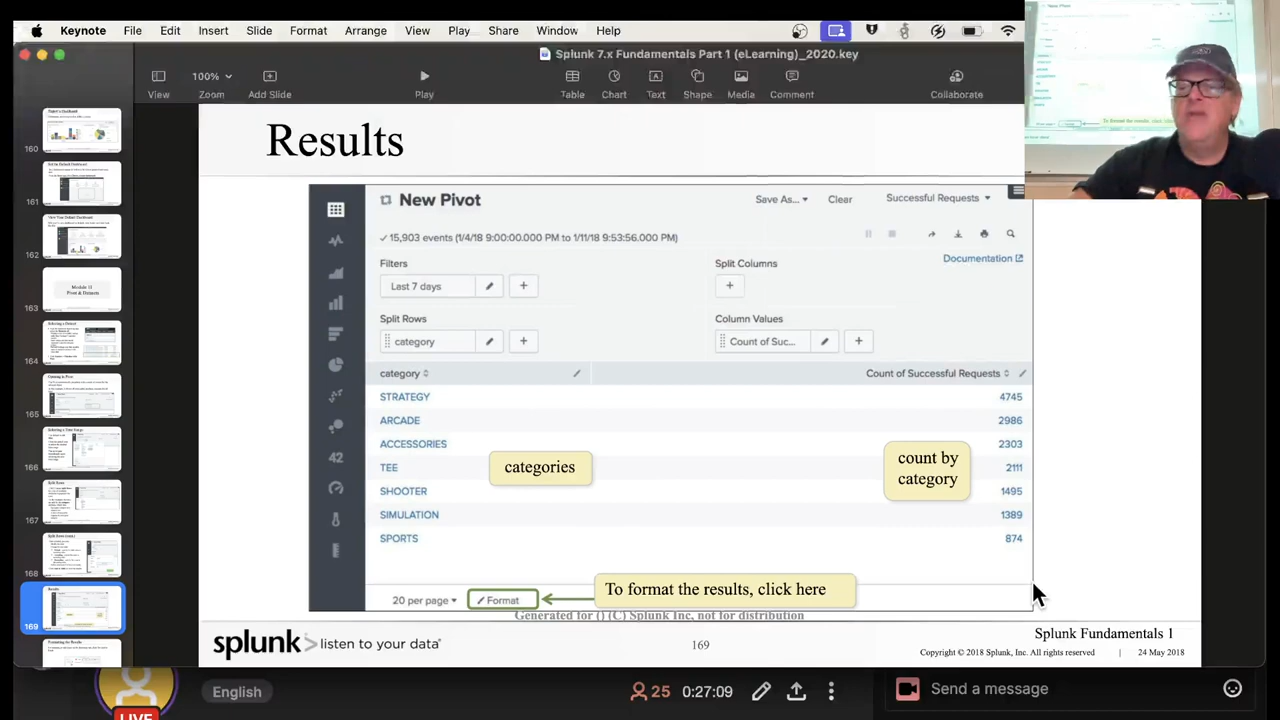 Keynote File Edit Insert Slide Format Arrange View Play Share Window
Splunk 7
Fundamentals Part 1
_2020.key
100%
View Zoom Add Slide Play Table Text Shape Media Comment Collaborate
160
161
162
Module 11
Pivot & Datasets
163
164
165
166
167
168
169
Results
New Pivot
Save As... Clear Successful Requests
15,903 events (1/4/18 9:00:00.000 PM to 1/11/18 9:53:56.000 PM)
Documentation
Filters Split Columns
Last 7 days +
+
Split Rows Column Values
category Count of Suc... +
category Count of Successful Requests
STRATEGY 4745
ARCADE 2986
ACCESSORIES 2303
TEE 2111
SHOOTER 1495
SIMULATION 1389
SPORTS 874
categories
count by
category
42
20 per page Format
To format the results, click here
Splunk Inc, not for distribution
splunk> listen to your data
169
Splunk Fundamentals 1
Copyright © 2018 Splunk, Inc. All rights reserved | 24 May 2018
LIVE
English
25 0:27:09
Send a message
New Pivot